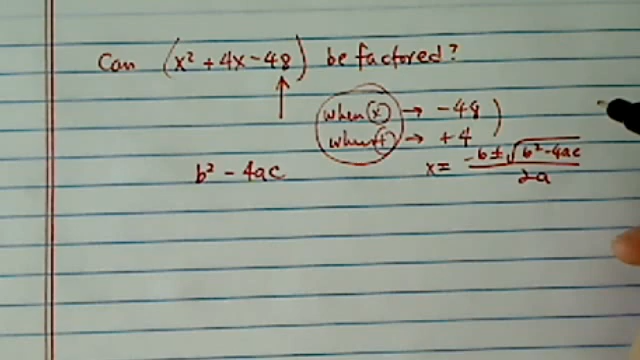 Can (x² + 4x - 48) be factored?
when (x) → - 48
when (+) → + 4
b² - 4ac
x = -b ± √b² - 4ac / 2a